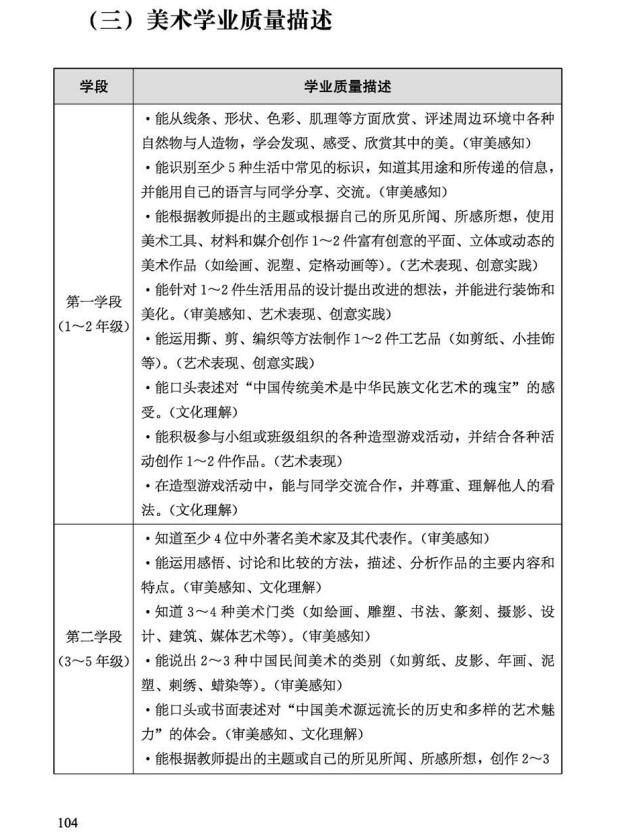 （三）美术学业质量描述
学段
学业质量描述
第一学段
（1～2 年级）
·能从线条、形状、色彩、肌理等方面欣赏、评述周边环境中各种
自然物与人造物，学会发现、感受、欣赏其中的美。（审美感知）
·能识别至少 5 种生活中常见的标识，知道其用途和所传递的信息，
并能用自己的语言与同学分享、交流。（审美感知）
·能根据教师提出的主题或根据自己的所见所闻、所感所想，使用
美术工具、材料和媒介创作 1～2 件富有创意的平面、立体或动态的
美术作品（如绘画、泥塑、定格动画等）。（艺术表现、创意实践）
·能针对 1～2 件生活用品的设计提出改进的想法，并能进行装饰和
美化。（审美感知、艺术表现、创意实践）
·能运用撕、剪、编织等方法制作 1～2 件工艺品（如剪纸、小挂饰
等）。（艺术表现、创意实践）
·能口头表述对“中国传统美术是中华民族文化艺术的瑰宝”的感
受。（文化理解）
·能积极参与小组或班级组织的各种造型游戏活动，并结合各种活
动创作 1～2 件作品。（艺术表现）
·在造型游戏活动中，能与同学交流合作，并尊重、理解他人的看
法。（文化理解）
第二学段
（3～5 年级）
·知道至少 4 位中外著名美术家及其代表作。（审美感知）
·能运用感悟、讨论和比较的方法，描述、分析作品的主要内容和
特点。（审美感知、文化理解）
·知道 3～4 种美术门类（如绘画、雕塑、书法、篆刻、摄影、设
计、建筑、媒体艺术等）。（审美感知）
·能说出 2～3 种中国民间美术的类别（如剪纸、皮影、年画、泥
塑、刺绣、蜡染等）。（审美感知）
·能口头或书面表述对“中国美术源远流长的历史和多样的艺术魅
力”的体会。（审美感知、文化理解）
·能根据教师提出的主题或自己的所见所闻、所感所想，创作 2～3
104